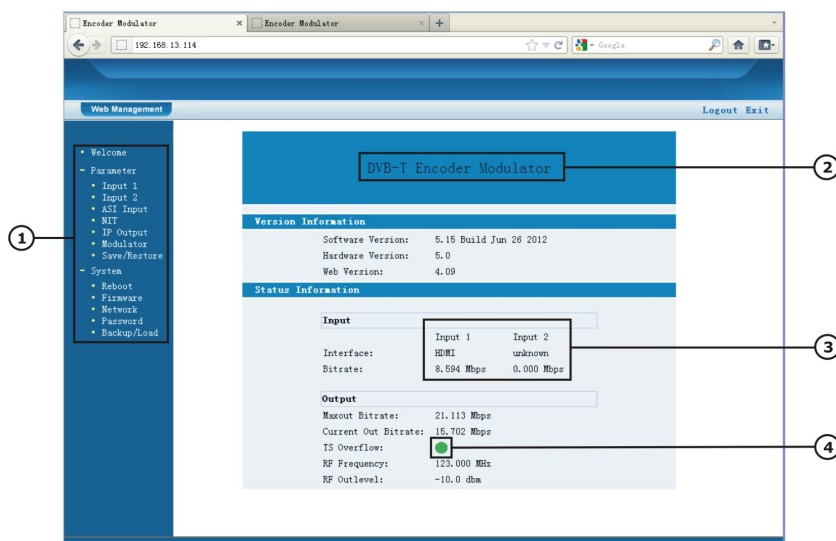 Encoder Modulator × Encoder Modulator × +
192.168.13.114 Google
Web Management Logout Exit
• Welcome
- Parameter
• Input 1
• Input 2
• ASI Input
• NIT
• IP Output
• Modulator
• Save/Restore
- System
• Reboot
• Firmware
• Network
• Password
• Backup/Load
1
DVB-T Encoder Modulator
2
Version Information
Software Version: 5.15 Build Jun 26 2012
Hardware Version: 5.0
Web Version: 4.09
Status Information
Input
Input 1 Input 2
Interface: HDMI unknown
Bitrate: 8.594 Mbps 0.000 Mbps
3
Output
Maxout Bitrate: 21.113 Mbps
Current Out Bitrate: 15.702 Mbps
TS Overflow:
4
RF Frequency: 123.000 MHz
RF Outlevel: -10.0 dbm